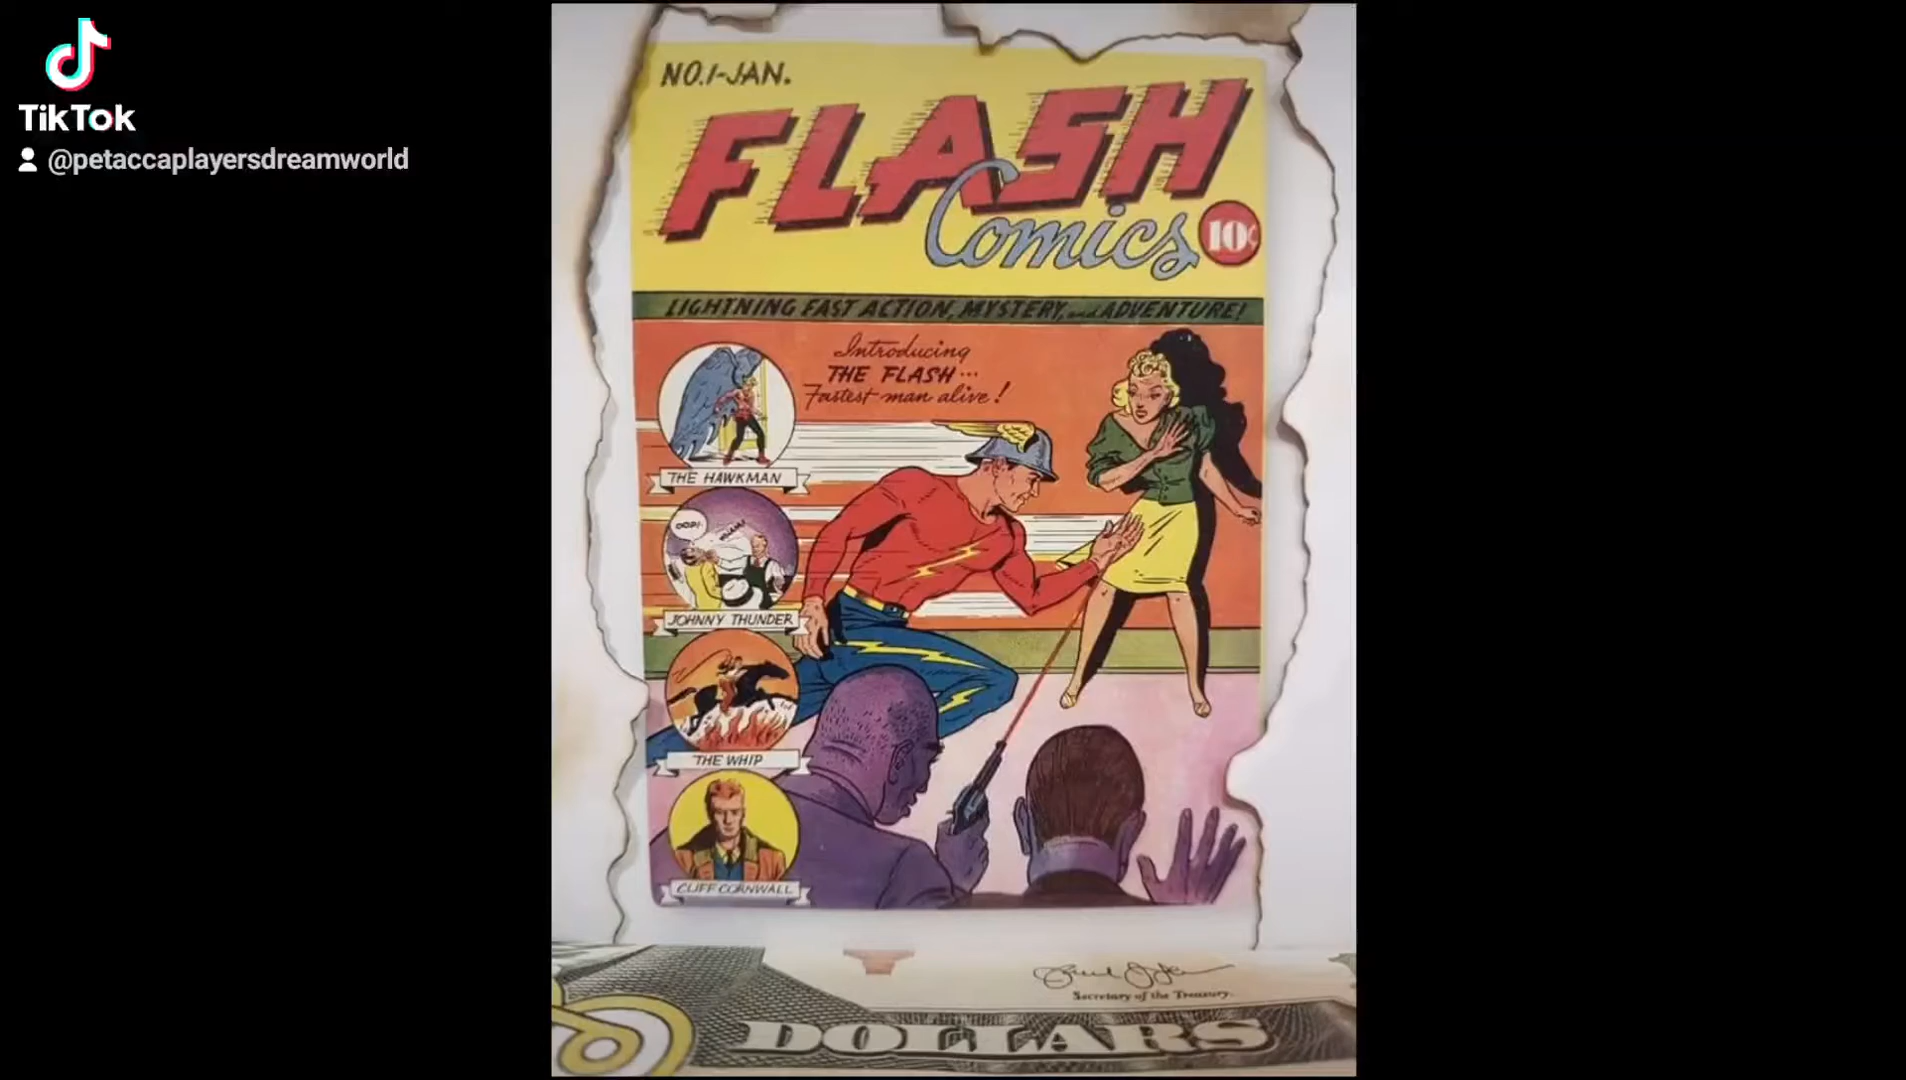 TikTok
@petaccaplayersdreamworld
NO.1-JAN.
FLASH
Comics
10¢
LIGHTNING FAST ACTION, MYSTERY, and ADVENTURE!
Introducing
THE FLASH...
Fastest man alive!
THE HAWKMAN
OOP!
WHAM!
JOHNNY THUNDER
THE WHIP
CLIFF CORNWALL
Secretary of the Treasury.
DOLLARS